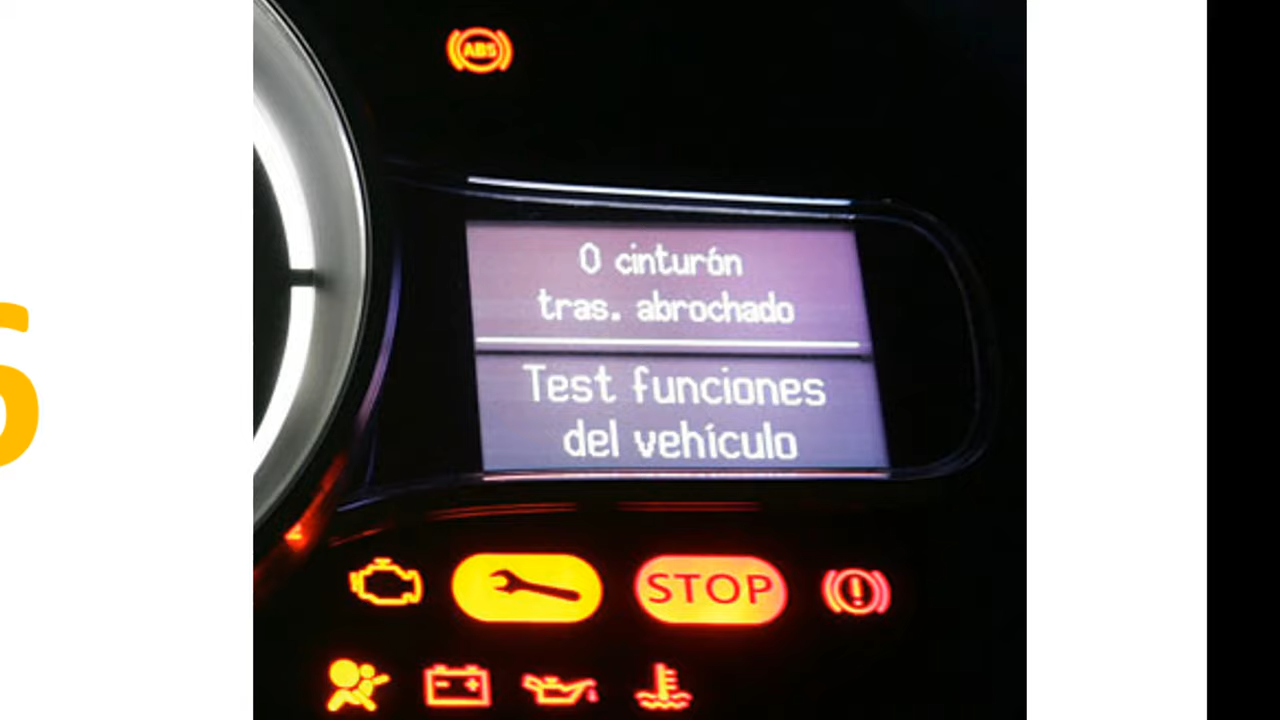 ABS
0 cinturón
tras. abrochado
Test funciones
del vehículo
STOP